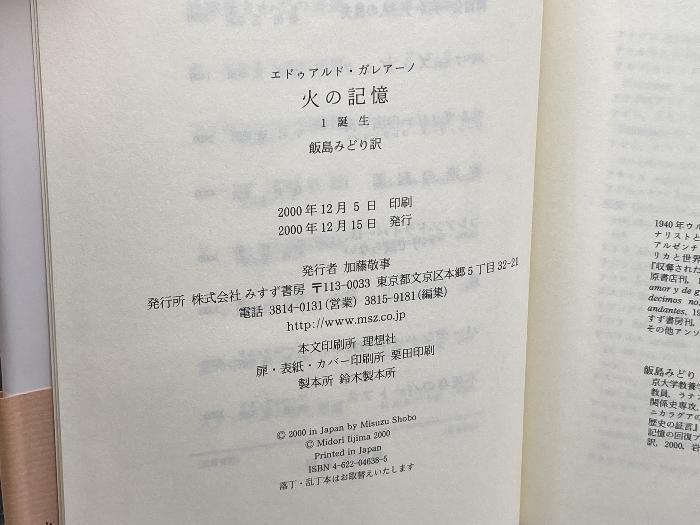 エドゥアルド・ガレアーノ
火の記憶
1 誕生
飯島みどり訳
2000年12月 5 日 印刷
2000年12月15日 発行
発行者 加藤敬事
発行所 株式会社 みすず書房 〒113-0033 東京都文京区本郷5丁目32-21
電話 3814-0131(営業) 3815-9181(編集)
http://www.msz.co.jp
本文印刷所 理想社
扉・表紙・カバー印刷所 栗田印刷
製本所 鈴木製本所
© 2000 in Japan by Misuzu Shobo
© Midori Iijima 2000
Printed in Japan
ISBN 4-622-04638-5
落丁・乱丁本はお取替えいたします
1940年ウル
ナリストと
アルゼンチ
リカと世界
『収奪された
原書店刊,
amor y de g
decimos no
andantes, 19
すず書房刊,
その他アンソ
飯島みどり
京大学教養学
教員. ラテン
関係史専攻.
ニカラグアの
歴史の証言』
記憶の回復プ
訳, 2000, 岩